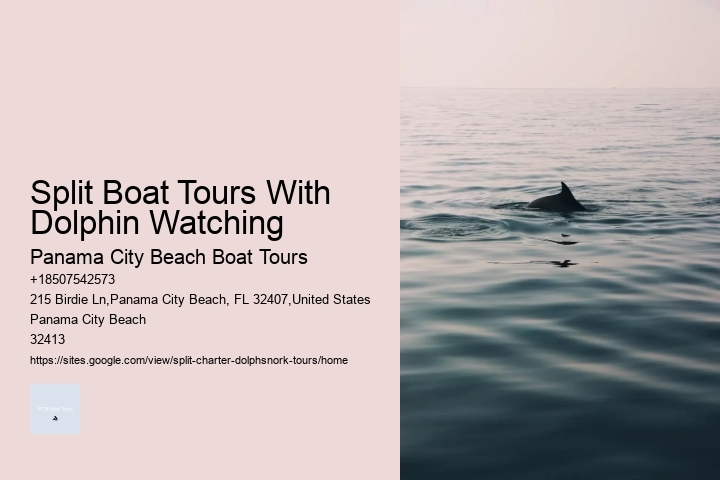 Split Boat Tours With
Dolphin Watching
Panama City Beach Boat Tours
+18507542573
215 Birdie Ln,Panama City Beach, FL 32407,United States
Panama City Beach
32413
https://sites.google.com/view/split-charter-dolphsnork-tours/home